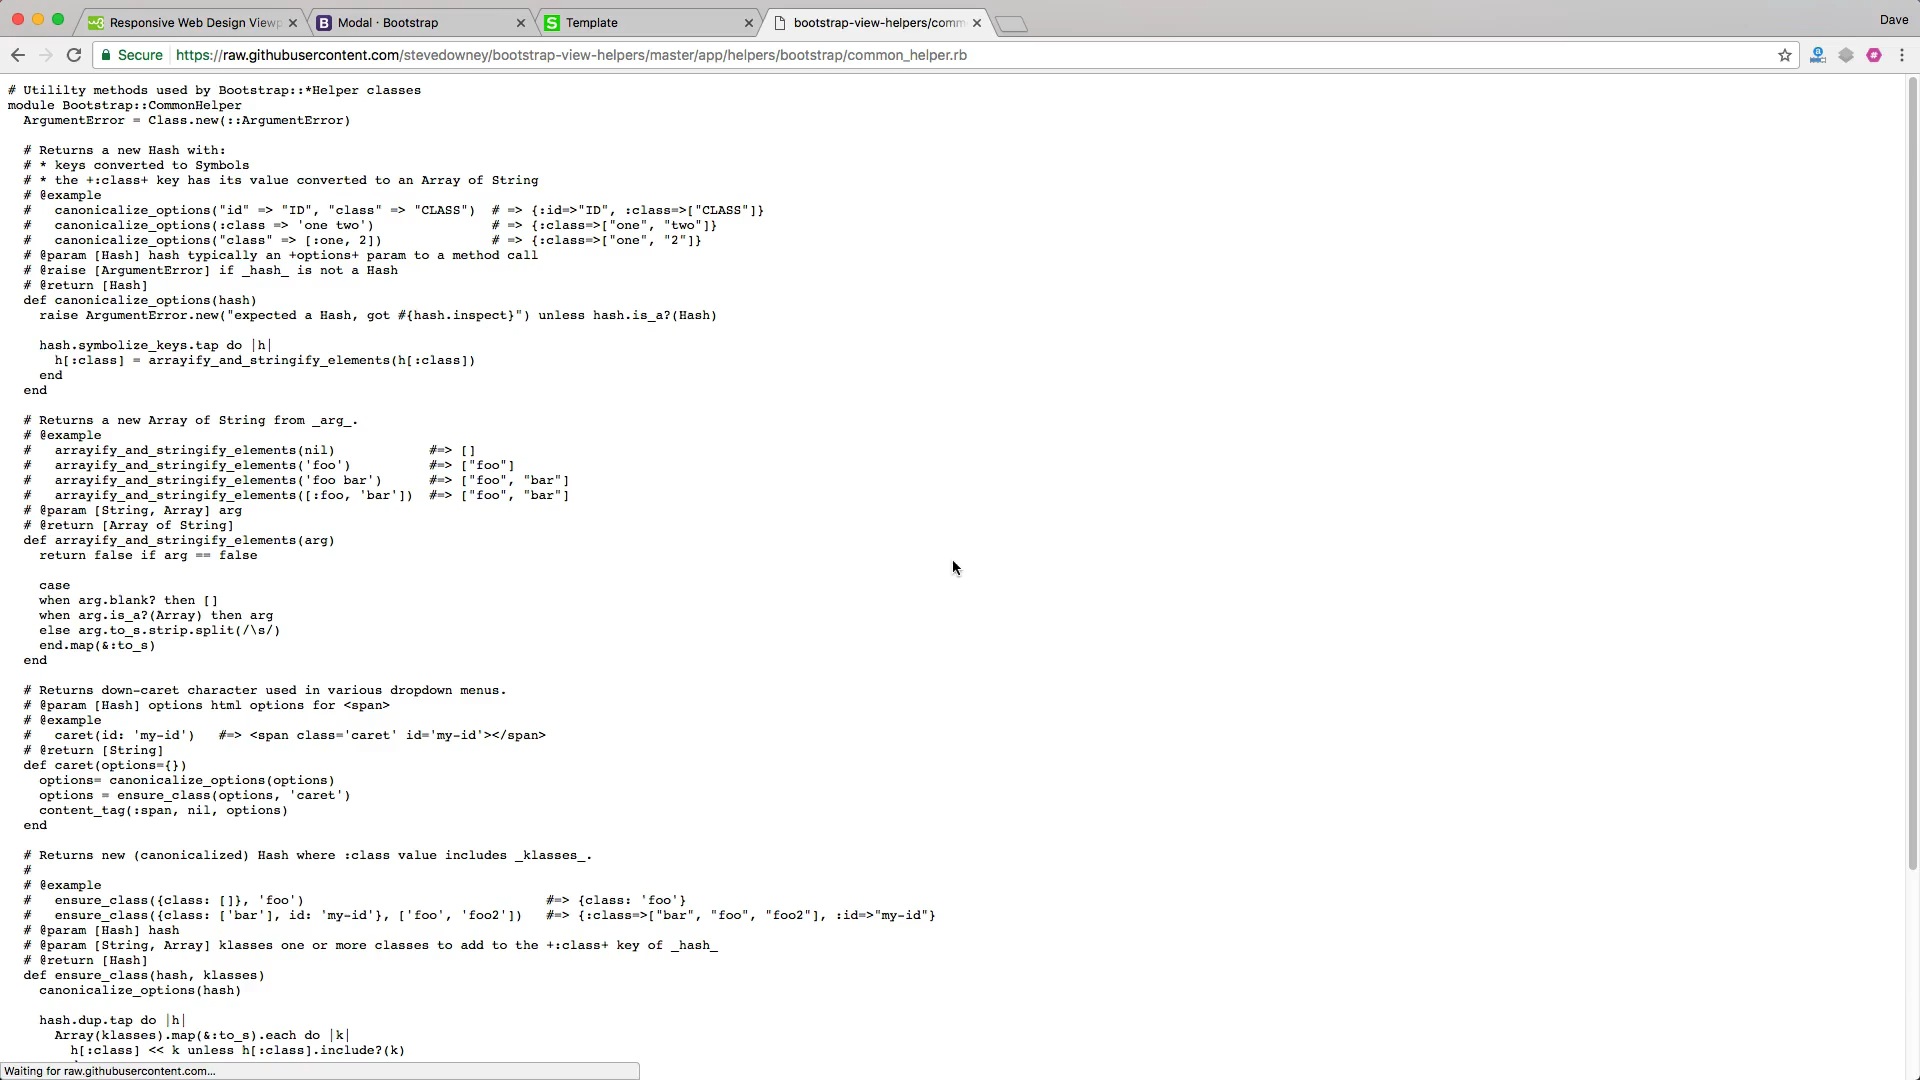 Responsive Web Design Viewp
Modal · Bootstrap
Template
bootstrap-view-helpers/comm
Dave
Secure
https://raw.githubusercontent.com/stevedowney/bootstrap-view-helpers/master/app/helpers/bootstrap/common_helper.rb
# Utililty methods used by Bootstrap::*Helper classes
module Bootstrap::CommonHelper
  ArgumentError = Class.new(::ArgumentError)

  # Returns a new Hash with:
  # * keys converted to Symbols
  # * the +:class+ key has its value converted to an Array of String
  # @example
  #   canonicalize_options("id" => "ID", "class" => "CLASS")  # => {:id=>"ID", :class=>["CLASS"]}
  #   canonicalize_options(:class => 'one two')               # => {:class=>["one", "two"]}
  #   canonicalize_options("class" => [:one, 2])              # => {:class=>["one", "2"]}
  # @param [Hash] hash typically an +options+ param to a method call
  # @raise [ArgumentError] if _hash_ is not a Hash
  # @return [Hash]
  def canonicalize_options(hash)
    raise ArgumentError.new("expected a Hash, got #{hash.inspect}") unless hash.is_a?(Hash)

    hash.symbolize_keys.tap do |h|
      h[:class] = arrayify_and_stringify_elements(h[:class])
    end
  end

  # Returns a new Array of String from _arg_.
  # @example
  #   arrayify_and_stringify_elements(nil)            #=> []
  #   arrayify_and_stringify_elements('foo')          #=> ["foo"]
  #   arrayify_and_stringify_elements('foo bar')      #=> ["foo", "bar"]
  #   arrayify_and_stringify_elements([:foo, 'bar'])  #=> ["foo", "bar"]
  # @param [String, Array] arg
  # @return [Array of String]
  def arrayify_and_stringify_elements(arg)
    return false if arg == false

    case
    when arg.blank? then []
    when arg.is_a?(Array) then arg
    else arg.to_s.strip.split(/\s/)
    end.map(&:to_s)
  end

  # Returns down-caret character used in various dropdown menus.
  # @param [Hash] options html options for <span>
  # @example
  #   caret(id: 'my-id')   #=> <span class='caret' id='my-id'></span>
  # @return [String]
  def caret(options={})
    options= canonicalize_options(options)
    options = ensure_class(options, 'caret')
    content_tag(:span, nil, options)
  end

  # Returns new (canonicalized) Hash where :class value includes _klasses_.
  #
  # @example
  #   ensure_class({class: []}, 'foo')                               #=> {class: 'foo'}
  #   ensure_class({class: ['bar'], id: 'my-id'}, ['foo', 'foo2'])   #=> {:class=>["bar", "foo", "foo2"], :id=>"my-id"}
  # @param [Hash] hash
  # @param [String, Array] klasses one or more classes to add to the +:class+ key of _hash_
  # @return [Hash]
  def ensure_class(hash, klasses)
    canonicalize_options(hash)

    hash.dup.tap do |h|
      Array(klasses).map(&:to_s).each do |k|
        h[:class] << k unless h[:class].include?(k)
Waiting for raw.githubusercontent.com...